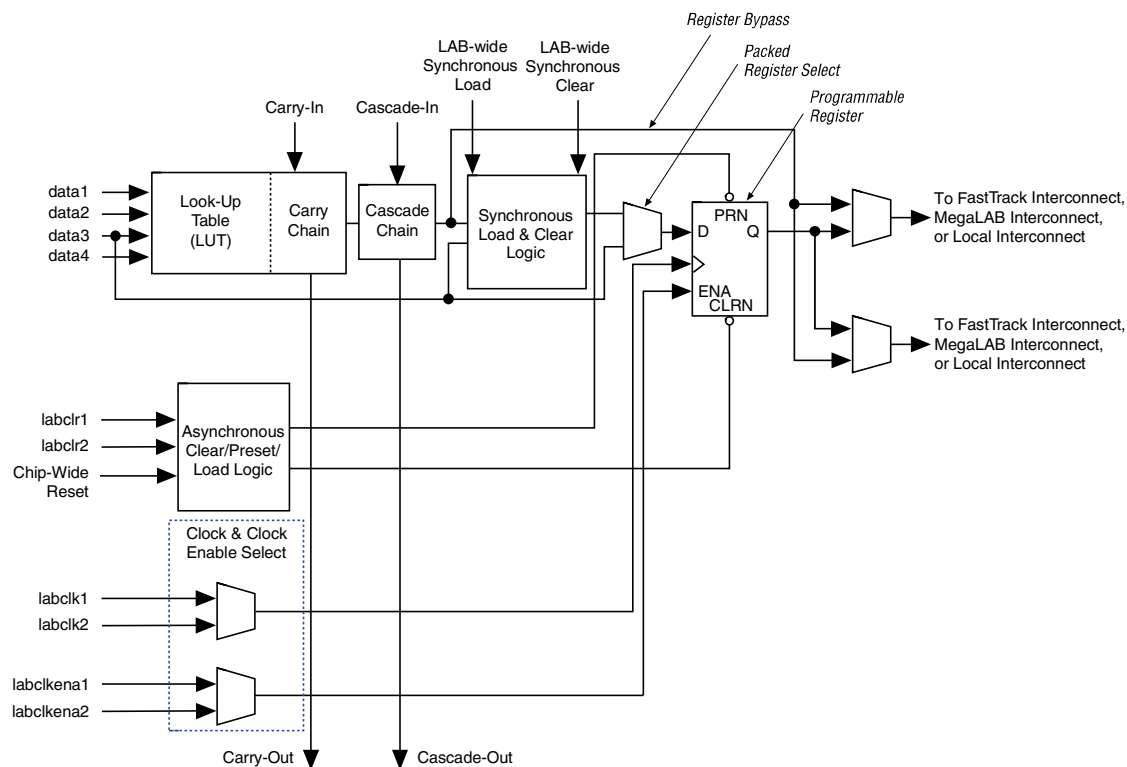 Register Bypass
LAB-wide
Synchronous
Load
LAB-wide
Synchronous
Clear
Packed
Register Select
Carry-In
Cascade-In
Programmable
Register
data1
data2
data3
data4
Look-Up
Table
(LUT)
Carry
Chain
Cascade
Chain
Synchronous
Load & Clear
Logic
PRN
D
Q
ENA
CLRN
To FastTrack Interconnect,
MegaLAB Interconnect,
or Local Interconnect
To FastTrack Interconnect,
MegaLAB Interconnect,
or Local Interconnect
labclr1
labclr2
Chip-Wide
Reset
Asynchronous
Clear/Preset/
Load Logic
Clock & Clock
Enable Select
labclk1
labclk2
labclkena1
labclkena2
Carry-Out
Cascade-Out